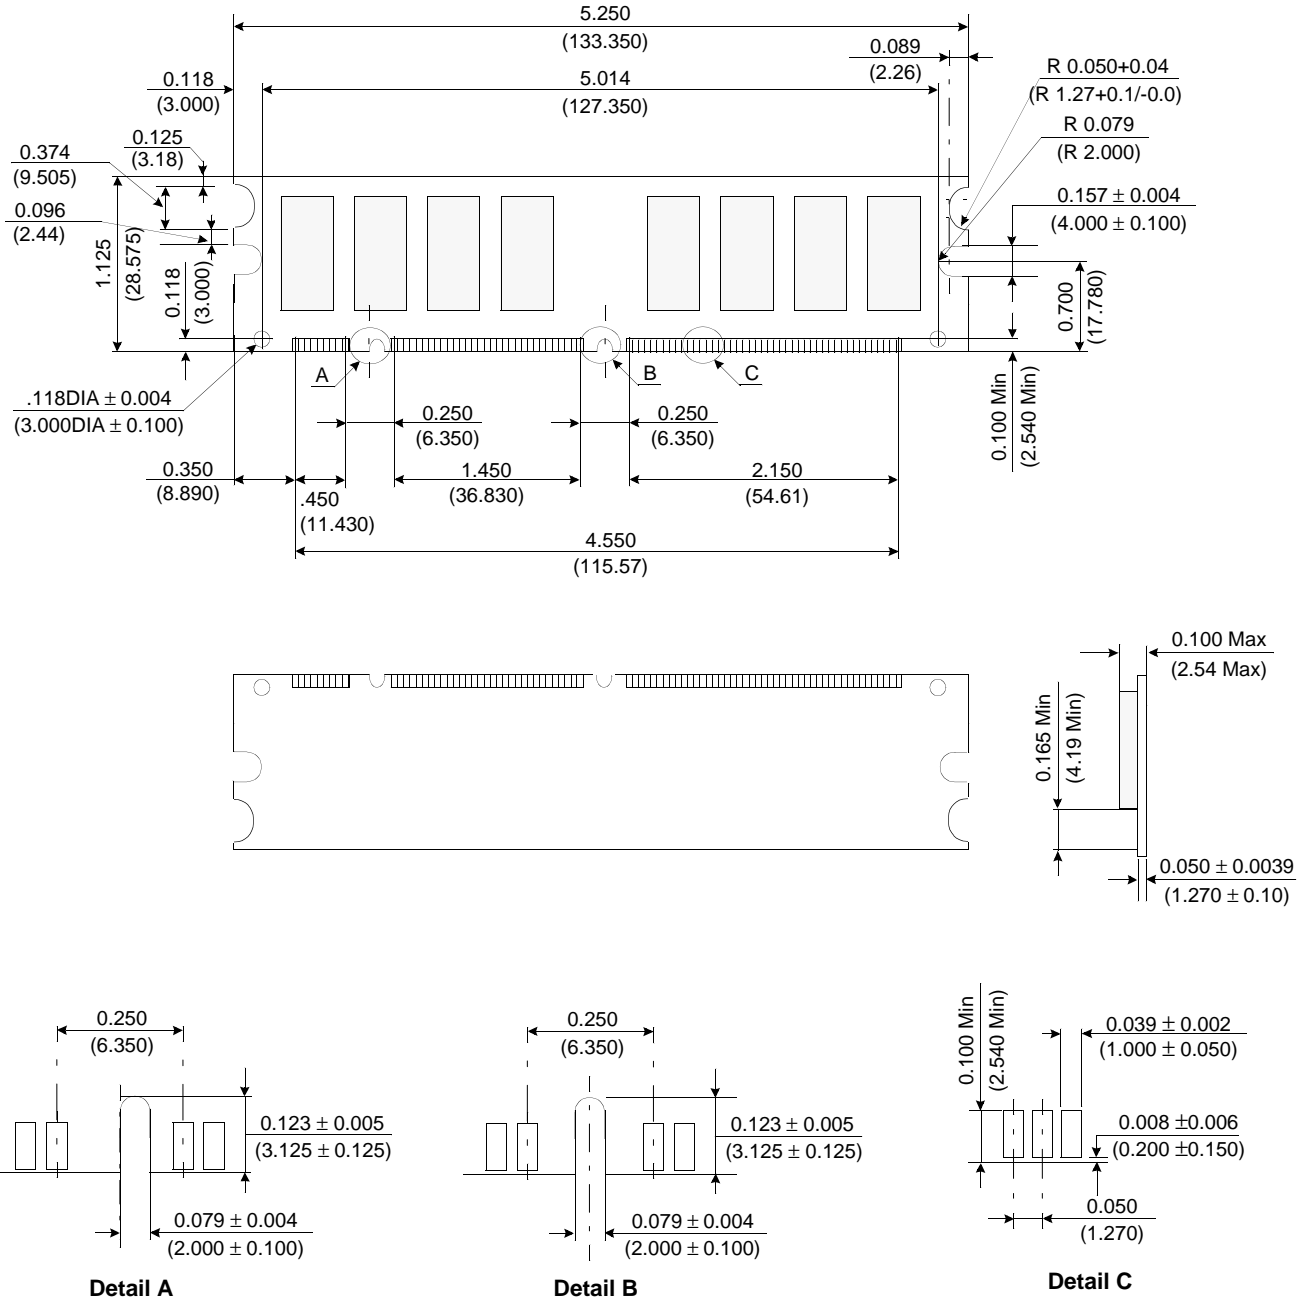 5.250
(133.350)
0.089
(2.26)
R 0.050+0.04
(R 1.27+0.1/-0.0)
0.118
(3.000)
5.014
(127.350)
R 0.079
(R 2.000)
0.125
(3.18)
0.374
(9.505)
0.157 ± 0.004
(4.000 ± 0.100)
0.096
(2.44)
1.125
(28.575)
0.118
(3.000)
0.700
(17.780)
A
B
C
.118DIA ± 0.004
(3.000DIA ± 0.100)
0.250
(6.350)
0.250
(6.350)
0.100 Min
(2.540 Min)
0.350
(8.890)
.450
(11.430)
1.450
(36.830)
2.150
(54.61)
4.550
(115.57)
0.100 Max
(2.54 Max)
0.165 Min
(4.19 Min)
0.050 ± 0.0039
(1.270 ± 0.10)
0.250
(6.350)
0.123 ± 0.005
(3.125 ± 0.125)
0.079 ± 0.004
(2.000 ± 0.100)
Detail A
0.250
(6.350)
0.123 ± 0.005
(3.125 ± 0.125)
0.079 ± 0.004
(2.000 ± 0.100)
Detail B
0.100 Min
(2.540 Min)
0.039 ± 0.002
(1.000 ± 0.050)
0.008 ±0.006
(0.200 ±0.150)
0.050
(1.270)
Detail C